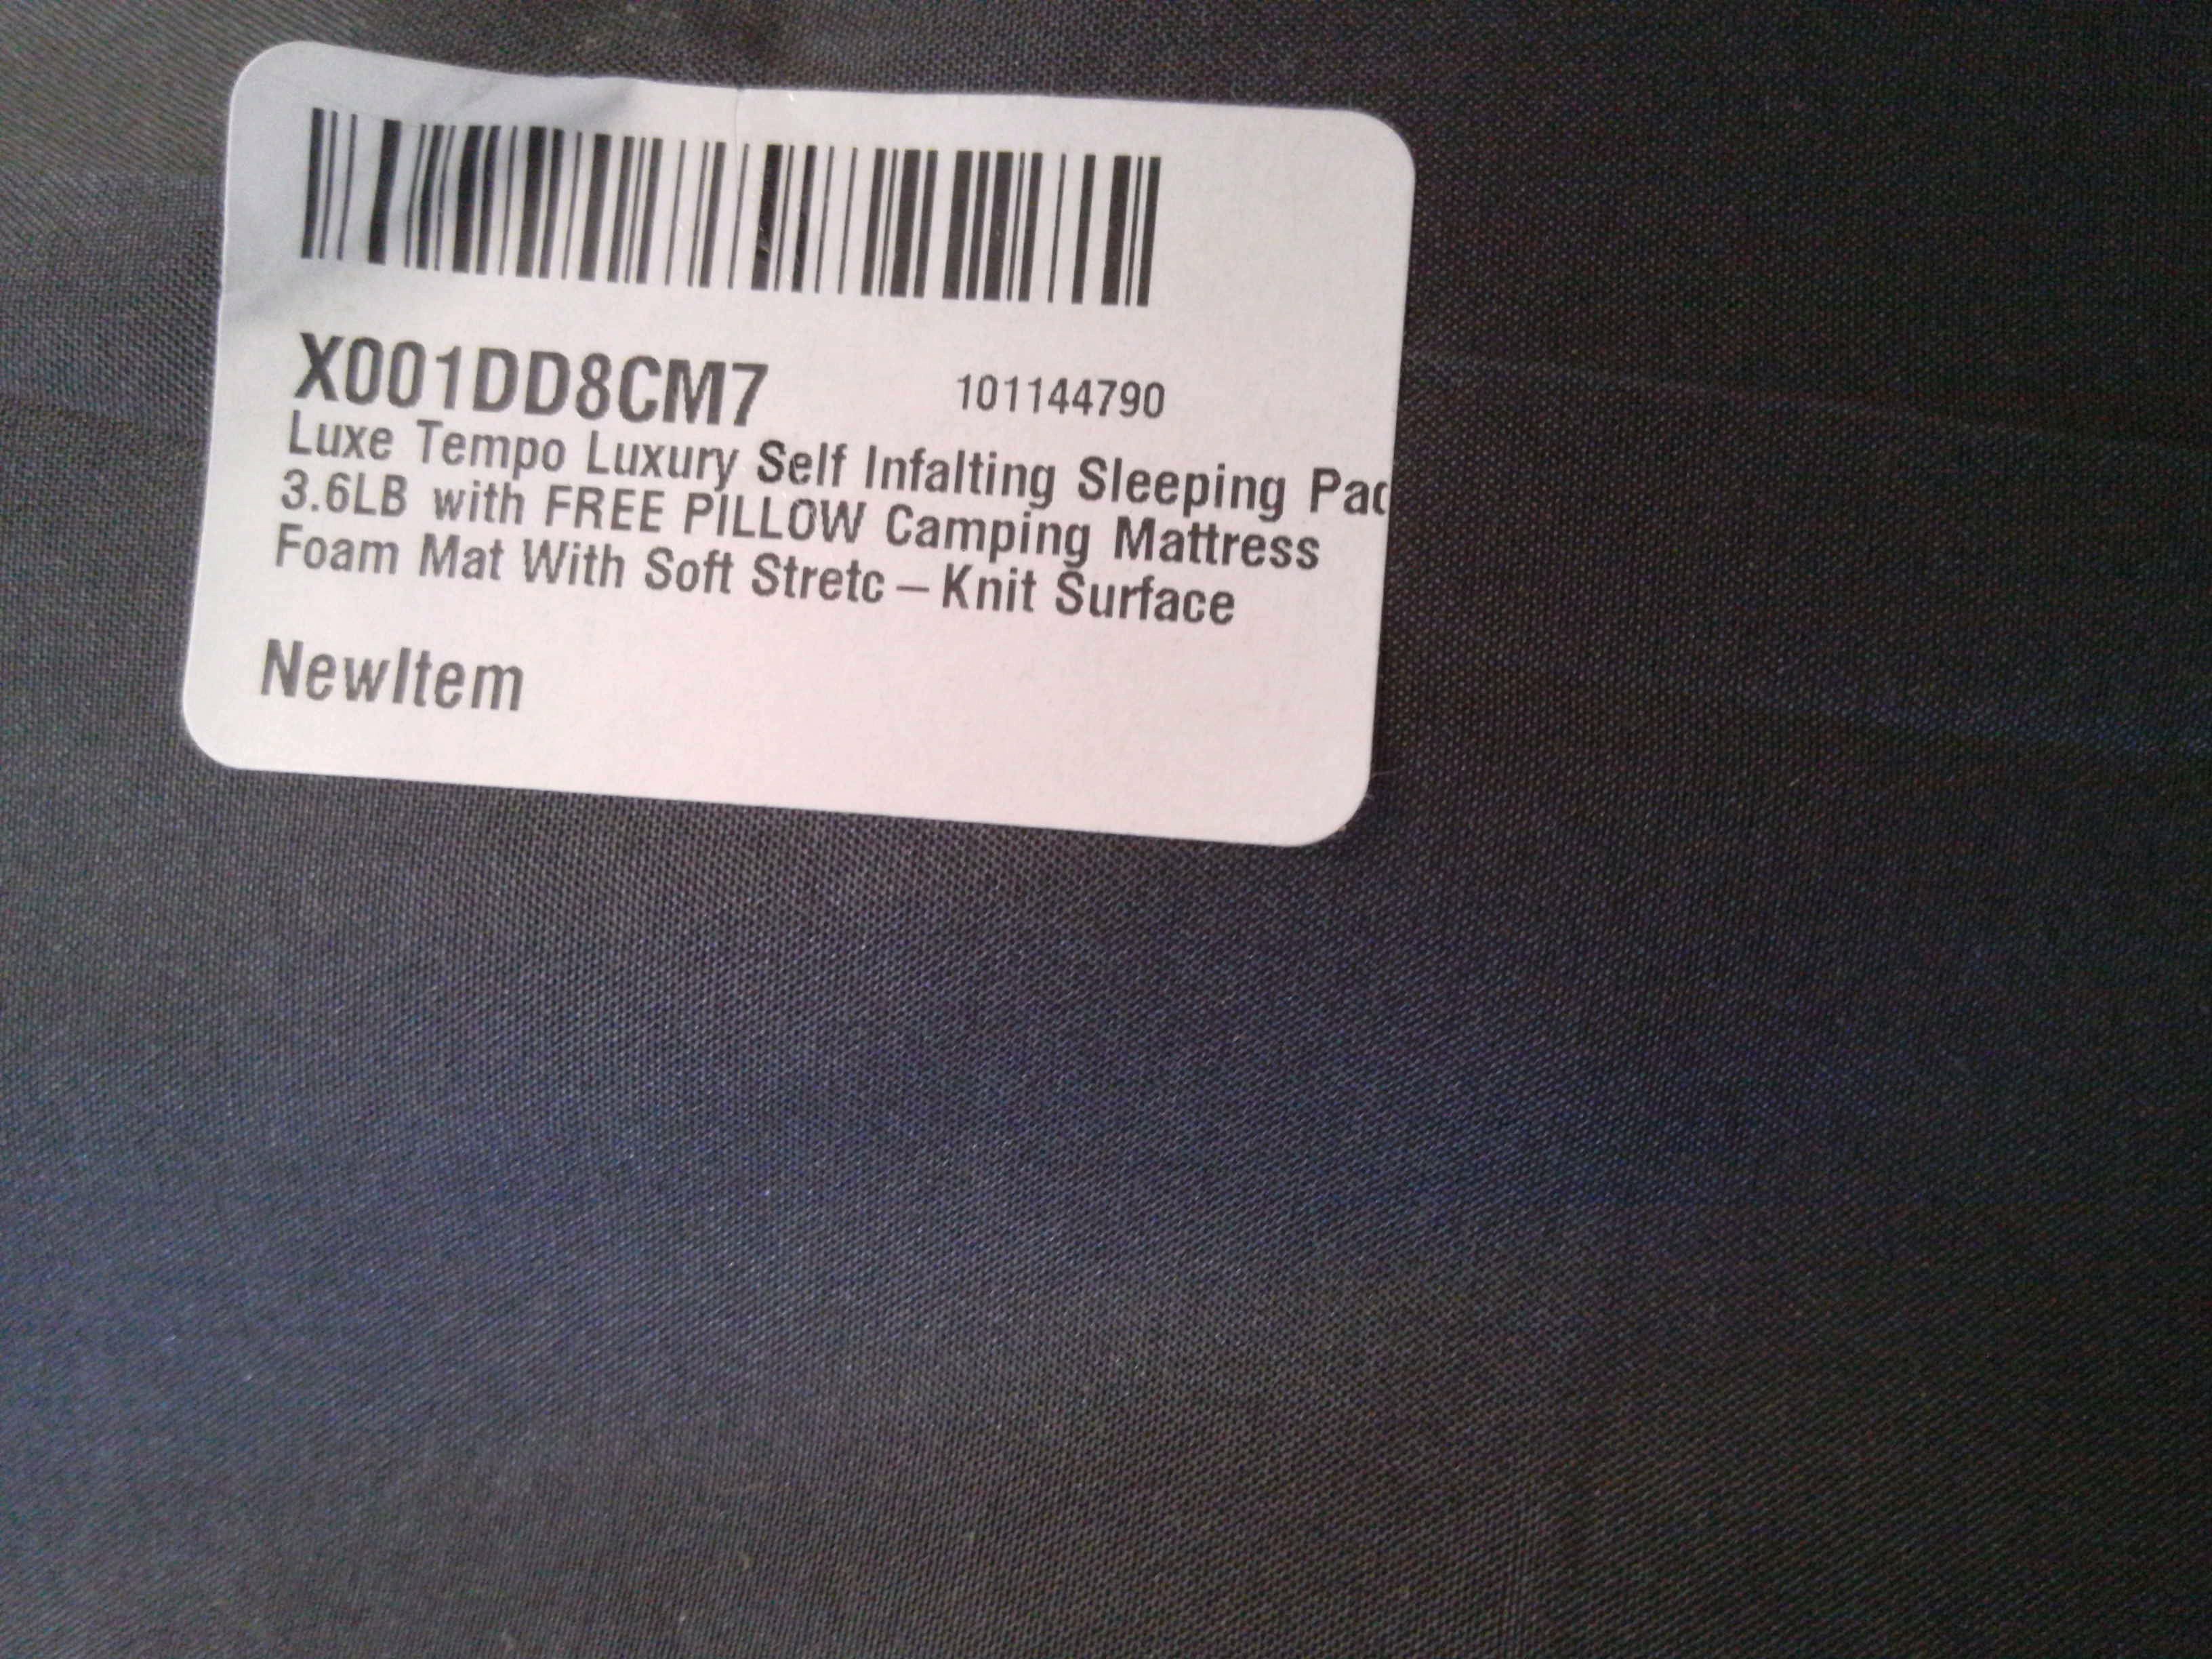 X001DD8CM7 101144790
Luxe Tempo Luxury Self Infalting Sleeping Pad
3.6LB with FREE PILLOW Camping Mattress
Foam Mat With Soft Stretc – Knit Surface
NewItem